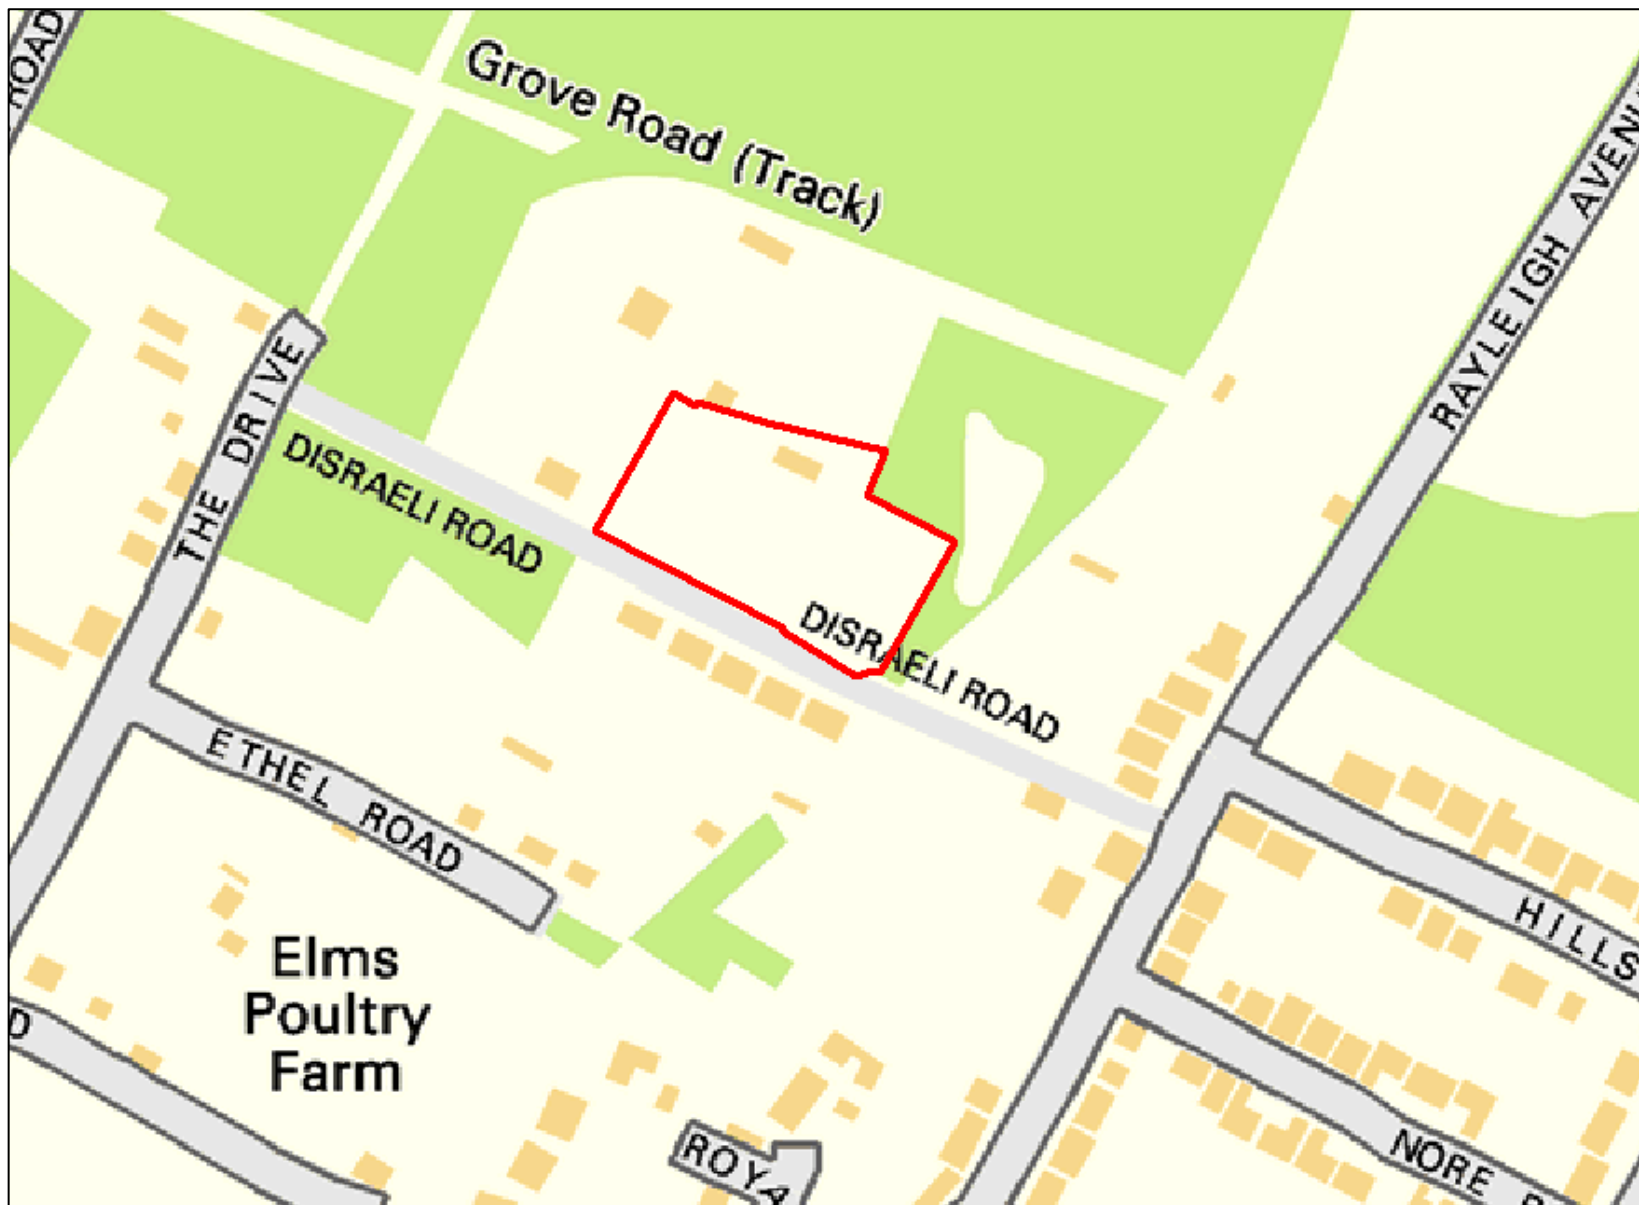 ROAD
Grove Road (Track)
RAYLEIGH AVENU
THE DRIVE
DISRAELI ROAD
DISRAELI ROAD
ETHEL ROAD
HILLS
Elms
Poultry
Farm
D
ROYA
NORE